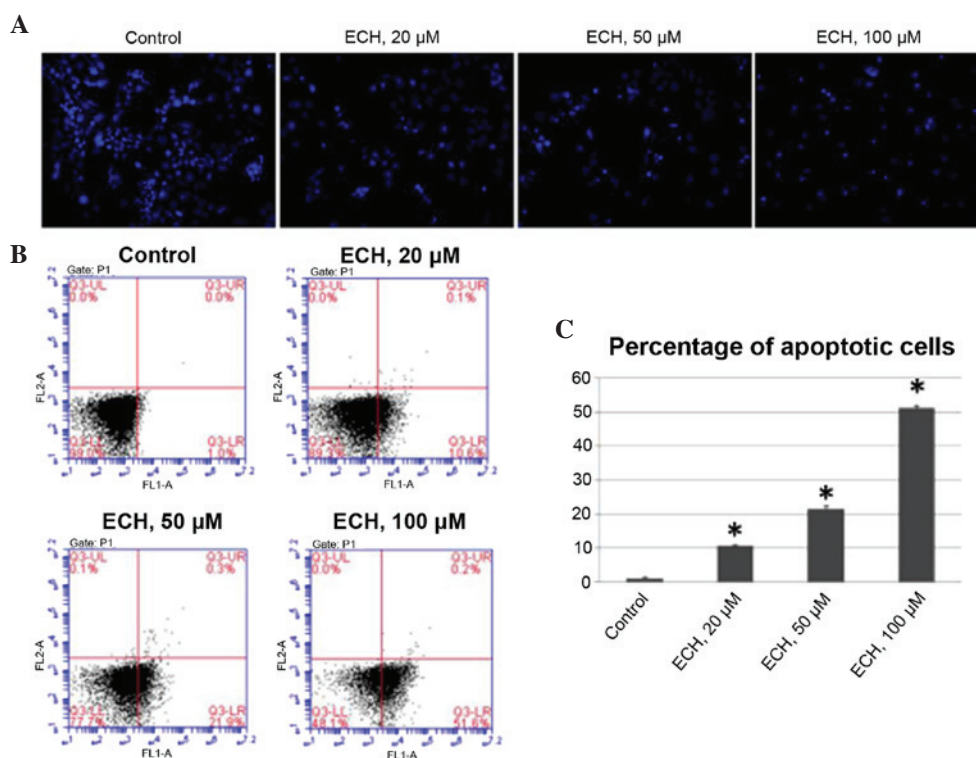 A
Control
ECH, 20 µM
ECH, 50 µM
ECH, 100 µM
B
Control
ECH, 20 µM
Gate: P1
Q3-UL
0.0%
Q3-UR
0.0%
FL2-A
Q3-LR
99.0%
1.0%
FL1-A
Gate: P1
Q3-UL
0.0%
Q3-UR
0.1%
FL2-A
Q3-LR
89.3%
10.6%
FL1-A
ECH, 50 µM
ECH, 100 µM
Gate: P1
Q3-UL
0.1%
Q3-UR
0.3%
FL2-A
Q3-LL
Q3-LR
77.7%
21.9%
FL1-A
Gate: P1
Q3-UL
0.0%
Q3-UR
0.2%
FL2-A
Q3-LL
Q3-LR
48.1%
51.6%
FL1-A
C
Percentage of apoptotic cells
60
50
40
30
20
10
0
*
*
*
Control
ECH, 20 µM
ECH, 50 µM
ECH, 100 µM